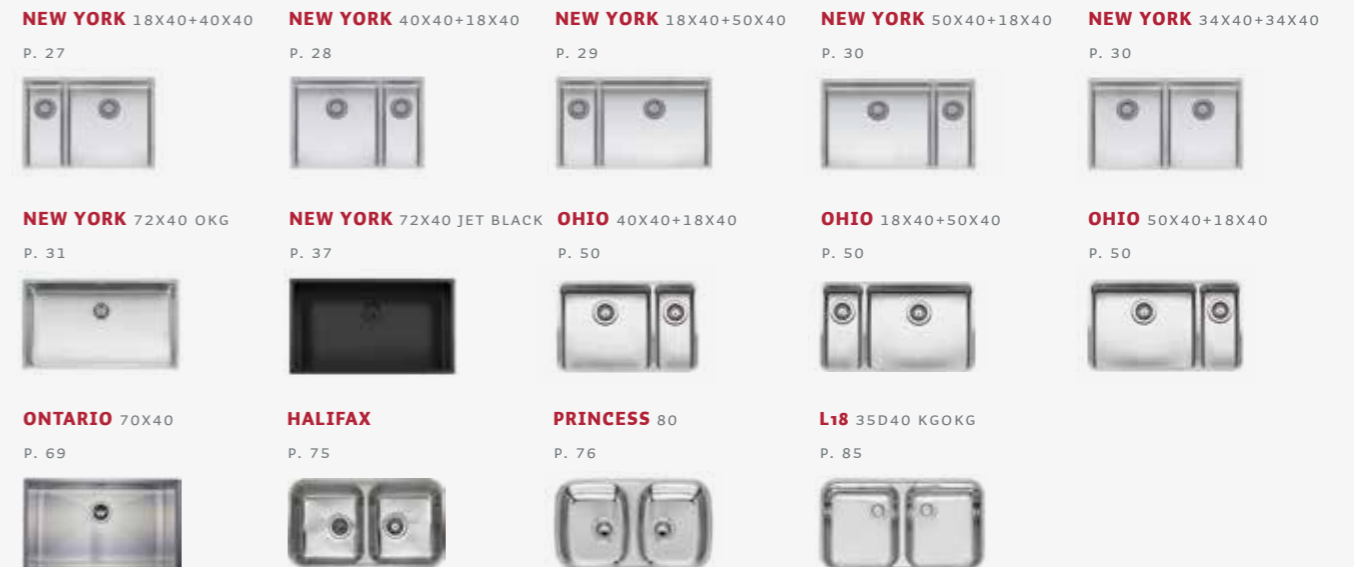 NEW YORK 18X40+40X40
P. 27
NEW YORK 40X40+18X40
P. 28
NEW YORK 18X40+50X40
P. 29
NEW YORK 50X40+18X40
P. 30
NEW YORK 34X40+34X40
P. 30
NEW YORK 72X40 OKG
P. 31
NEW YORK 72X40 JET BLACK
P. 37
OHIO 40X40+18X40
P. 50
OHIO 18X40+50X40
P. 50
OHIO 50X40+18X40
P. 50
ONTARIO 70X40
P. 69
HALIFAX
P. 75
PRINCESS 80
P. 76
L18 35D40 KGOKG
P. 85